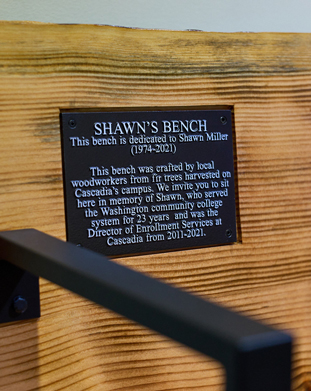 SHAWN'S BENCH
This bench is dedicated to Shawn Miller
(1974-2021)
This bench was crafted by local
woodworkers from fir trees harvested on
Cascadia's campus. We invite you to sit
here in memory of Shawn, who served
the Washington community college
system for 23 years and was the
Director of Enrollment Services at
Cascadia from 2011-2021.